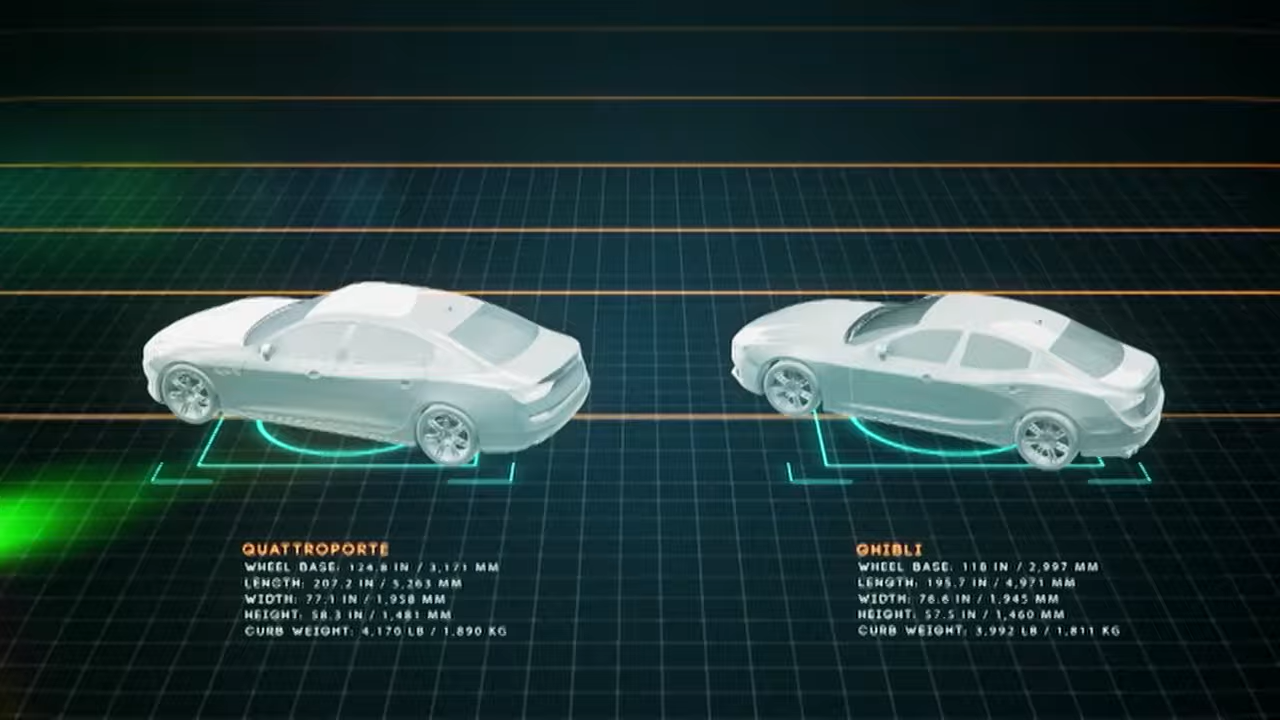 QUATTROPORTE
WHEEL BASE: 124.8 IN / 3,171 MM
LENGTH: 207.2 IN / 5,263 MM
WIDTH: 77.1 IN / 1,958 MM
HEIGHT: 58.3 IN / 1,481 MM
CURB WEIGHT: 4,170 LB / 1,890 KG
GHIBLI
WHEEL BASE: 118 IN / 2,997 MM
LENGTH: 195.7 IN / 4,971 MM
WIDTH: 76.6 IN / 1,945 MM
HEIGHT: 57.5 IN / 1,460 MM
CURB WEIGHT: 3,992 LB / 1,811 KG